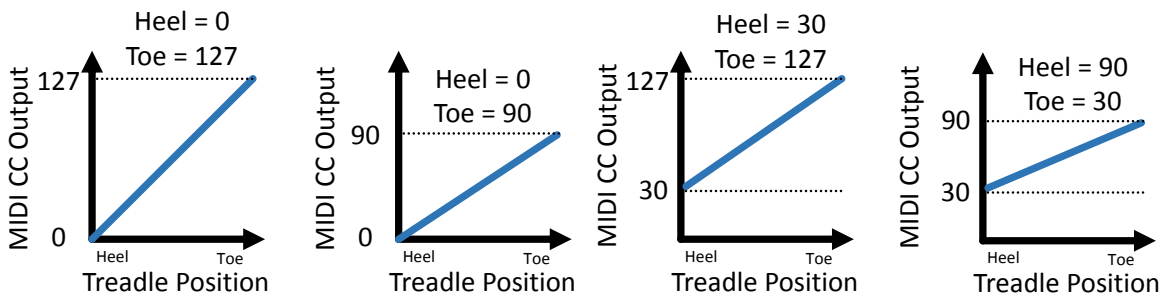 Heel = 0
Toe = 127
MIDI CC Output
127
0
Heel
Toe
Treadle Position
Heel = 0
Toe = 90
MIDI CC Output
90
0
Heel
Toe
Treadle Position
Heel = 30
Toe = 127
MIDI CC Output
127
30
Heel
Toe
Treadle Position
Heel = 90
Toe = 30
MIDI CC Output
90
30
Heel
Toe
Treadle Position